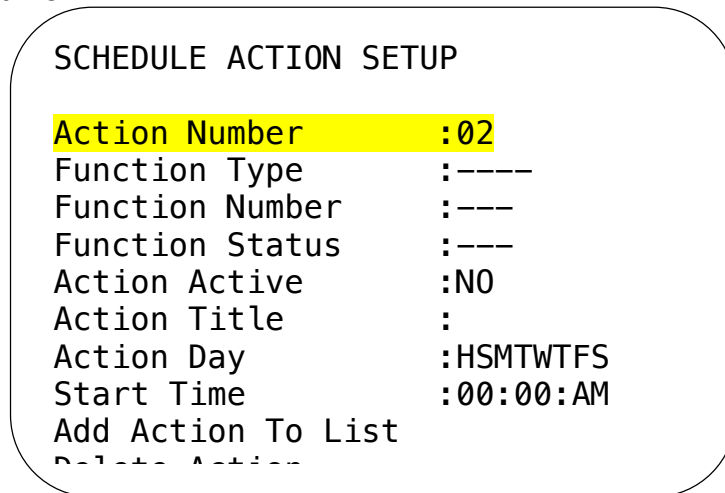 SCHEDULE ACTION SETUP
Action Number :02
Function Type :----
Function Number :---
Function Status :---
Action Active :NO
Action Title :
Action Day :HSMTWTFS
Start Time :00:00:AM
Add Action To List